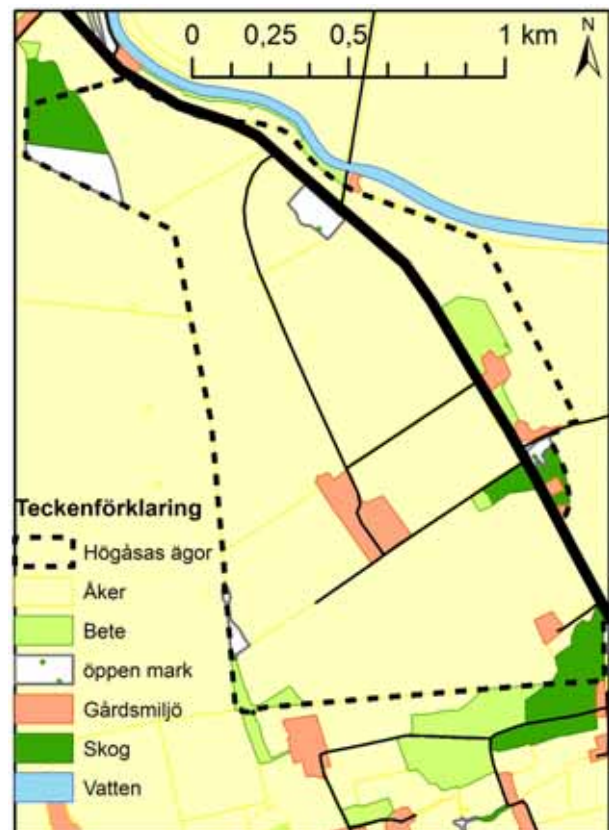 0 0,25 0,5 1 km
N
Teckenförklaring
Högåsas ägor
Åker
Bete
öppen mark
Gårdsmiljö
Skog
Vatten